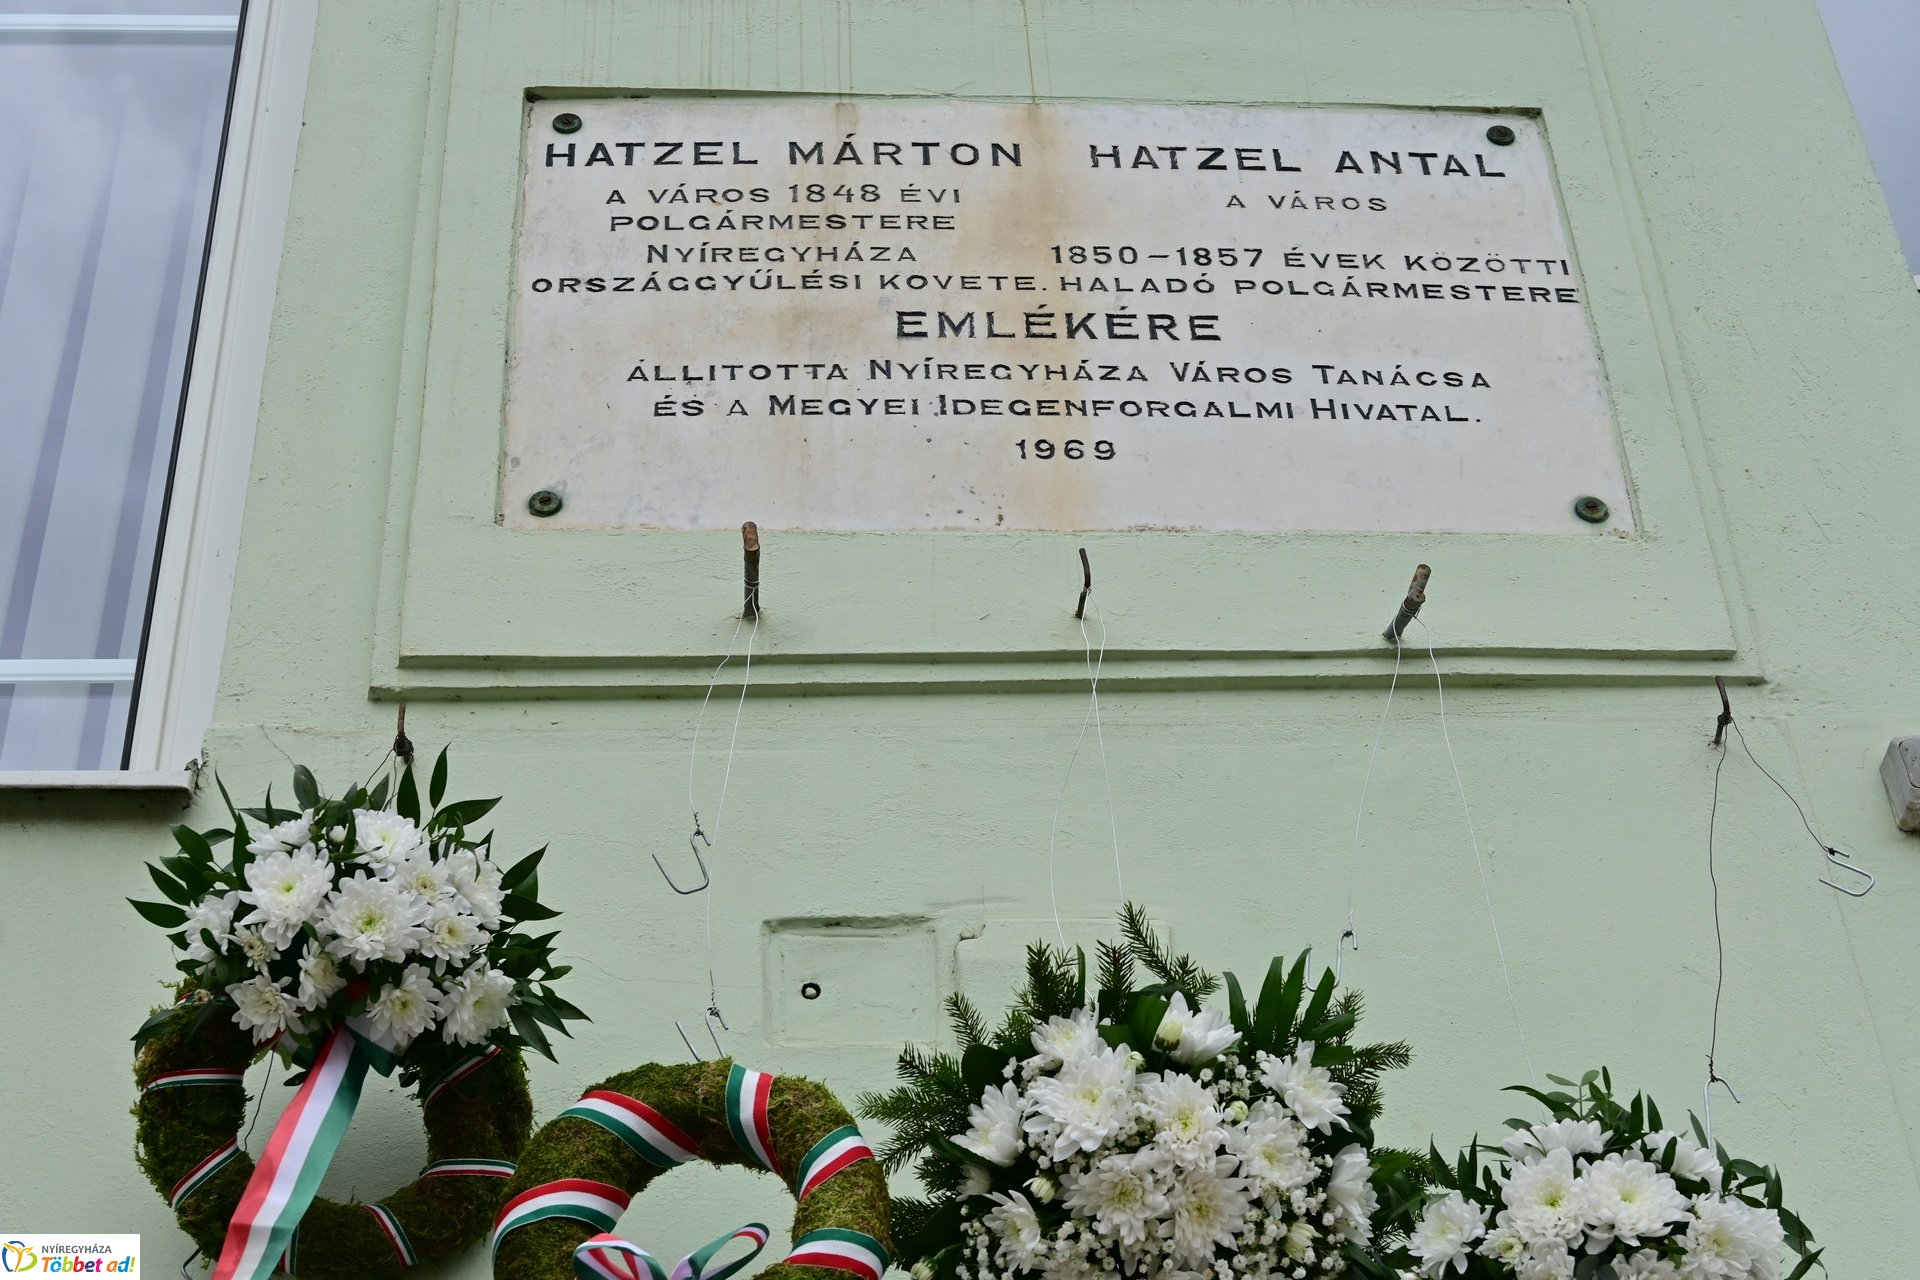 HATZEL MÁRTON
A VÁROS 1848 ÉVI
POLGÁRMESTERE
NYÍREGYHÁZA
ORSZÁGGYŰLÉSI KÖVETE.
HATZEL ANTAL
A VÁROS
1850-1857 ÉVEK KÖZÖTTI
HALADÓ POLGÁRMESTERE
EMLÉKÉRE
ÁLLITOTTA NYÍREGYHÁZA VÁROS TANÁCSA
ÉS A MEGYEI IDEGENFORGALMI HIVATAL.
1969
NYÍREGYHÁZA
Többet ad!